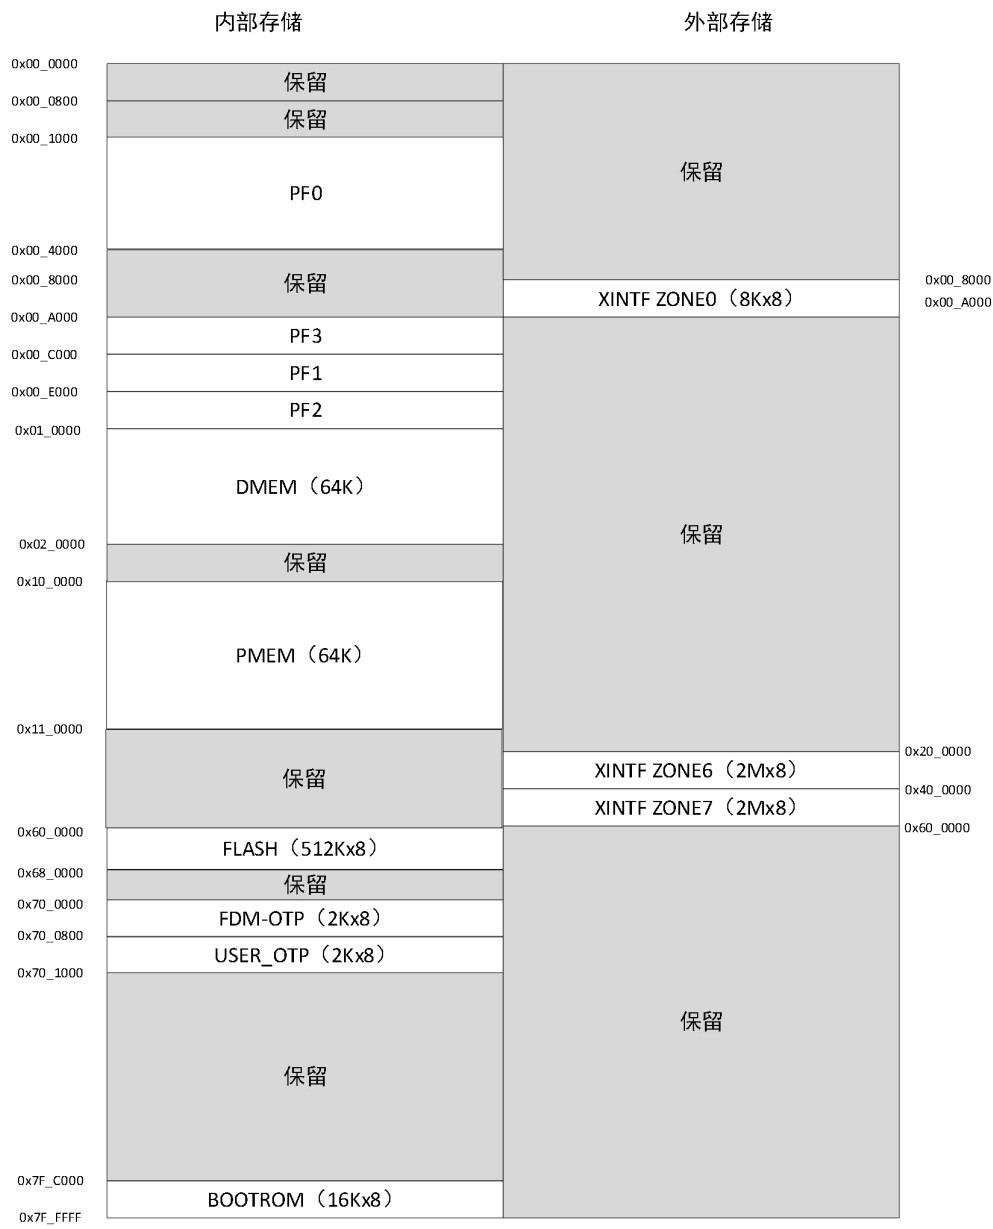 内部存储
外部存储
0x00_0000
保留
0x00_0800
保留
0x00_1000
PF0
保留
0x00_4000
0x00_8000
保留
0x00_8000
XINTF ZONE0（8Kx8）
0x00_A000
0x00_A000
PF3
0x00_C000
PF1
0x00_E000
PF2
0x01_0000
DMEM（64K）
保留
0x02_0000
保留
0x10_0000
PMEM（64K）
0x11_0000
保留
0x20_0000
XINTF ZONE6（2Mx8）
0x40_0000
XINTF ZONE7（2Mx8）
0x60_0000
0x60_0000
FLASH（512Kx8）
0x68_0000
保留
0x70_0000
FDM-OTP（2Kx8）
0x70_0800
USER_OTP（2Kx8）
0x70_1000
保留
保留
0x7F_C000
BOOTROM（16Kx8）
0x7F_FFFF